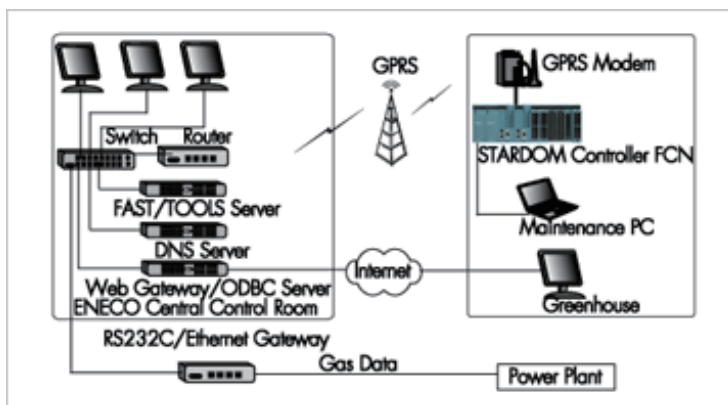 GPRS
GPRS Modem
Switch
Router
STARDOM Controller FCN
FAST/TOOLS Server
Maintenance PC
DNS Server
Internet
Web Gateway/ODBC Server
ENECO Central Control Room
Greenhouse
RS232C/Ethernet Gateway
Gas Data
Power Plant